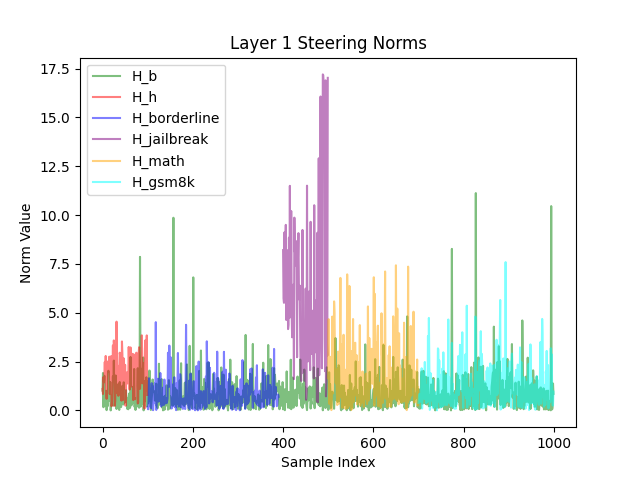 Layer 1 Steering Norms
17.5
15.0
12.5
10.0
7.5
5.0
2.5
0.0
Norm Value
H_b
H_h
H_borderline
H_jailbreak
H_math
H_gsm8k
0 200 400 600 800 1000
Sample Index